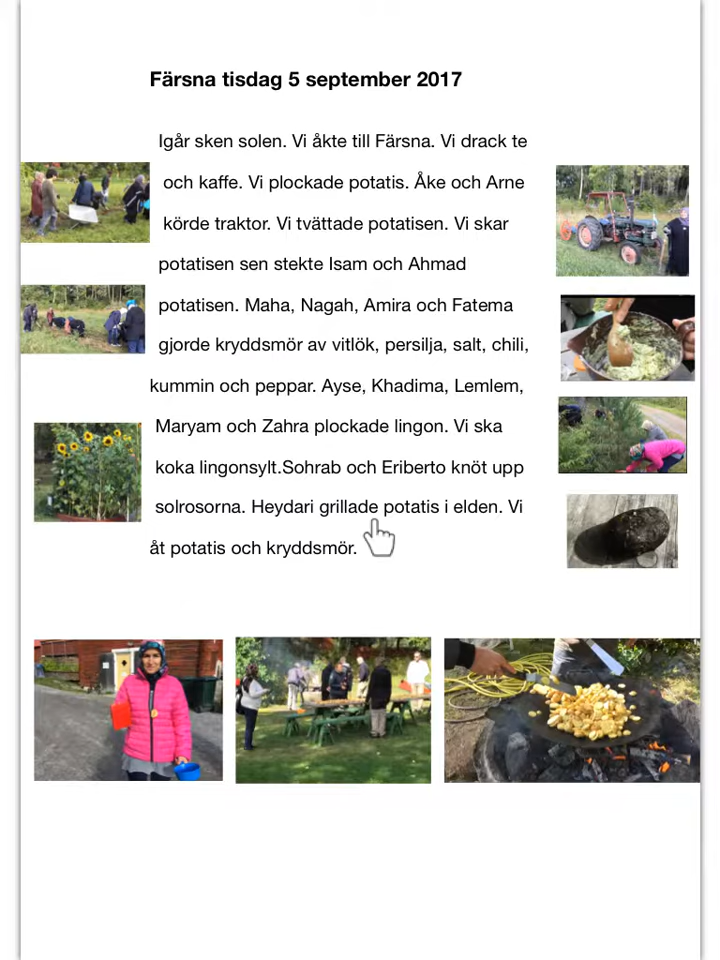 Färsna tisdag 5 september 2017
Igår sken solen. Vi åkte till Färsna. Vi drack te
och kaffe. Vi plockade potatis. Åke och Arne
körde traktor. Vi tvättade potatisen. Vi skar
potatisen sen stekte Isam och Ahmad
potatisen. Maha, Nagah, Amira och Fatema
gjorde kryddsmör av vitlök, persilja, salt, chili,
kummin och peppar. Ayse, Khadima, Lemlem,
Maryam och Zahra plockade lingon. Vi ska
koka lingonsylt.Sohrab och Eriberto knöt upp
solrosorna. Heydari grillade potatis i elden. Vi
åt potatis och kryddsmör.